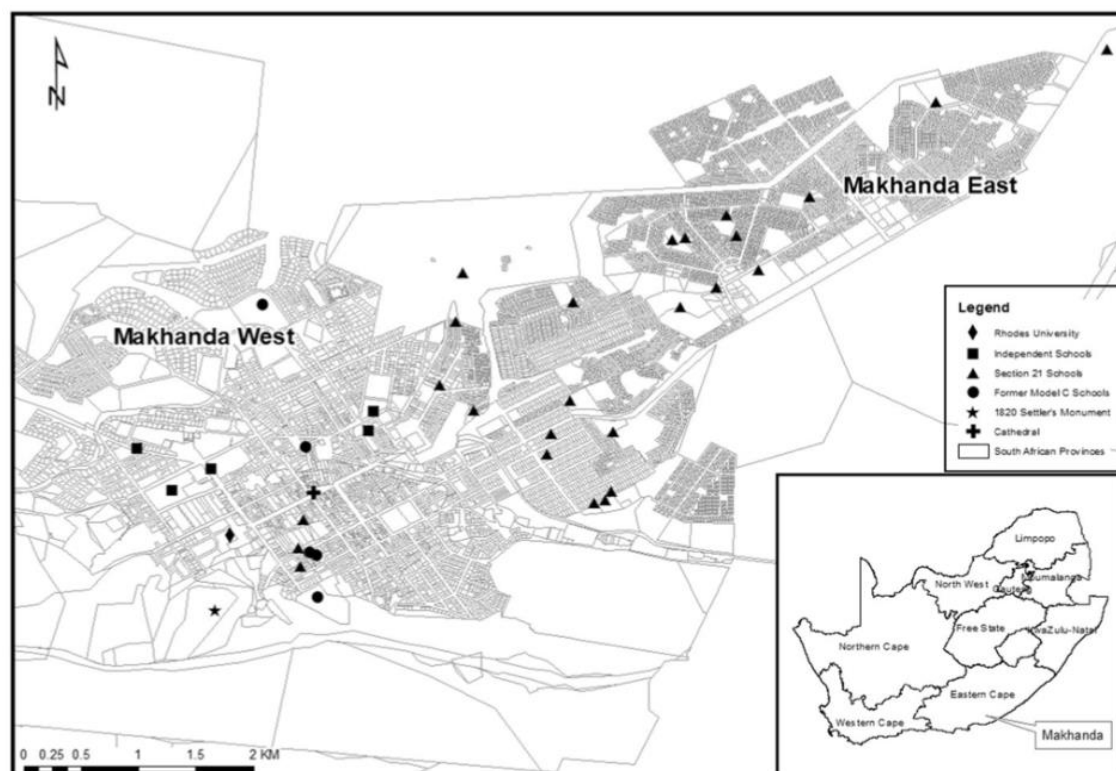 N
Makhanda East
Makhanda West
Legend
Rhodes University
Independent Schools
Section 21 Schools
Former Model C Schools
1820 Settler's Monument
Cathedral
South African Provinces
Limpopo
North West
Gauteng
Free State
KwaZulu-Natal
Northern Cape
Eastern Cape
Western Cape
Makhanda
0 0.25 0.5 1 1.5 2 KM